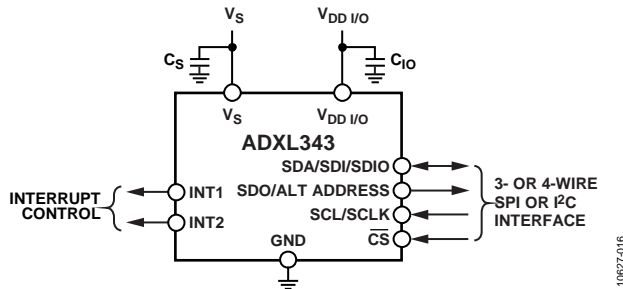 VS
VDD I/O
CS
CIO
VS
VDD I/O
ADXL343
SDA/SDI/SDIO
SDO/ALT ADDRESS
SCL/SCLK
CS
INT1
INT2
GND
INTERRUPT
CONTROL
3- OR 4-WIRE
SPI OR I2C
INTERFACE
10627-016